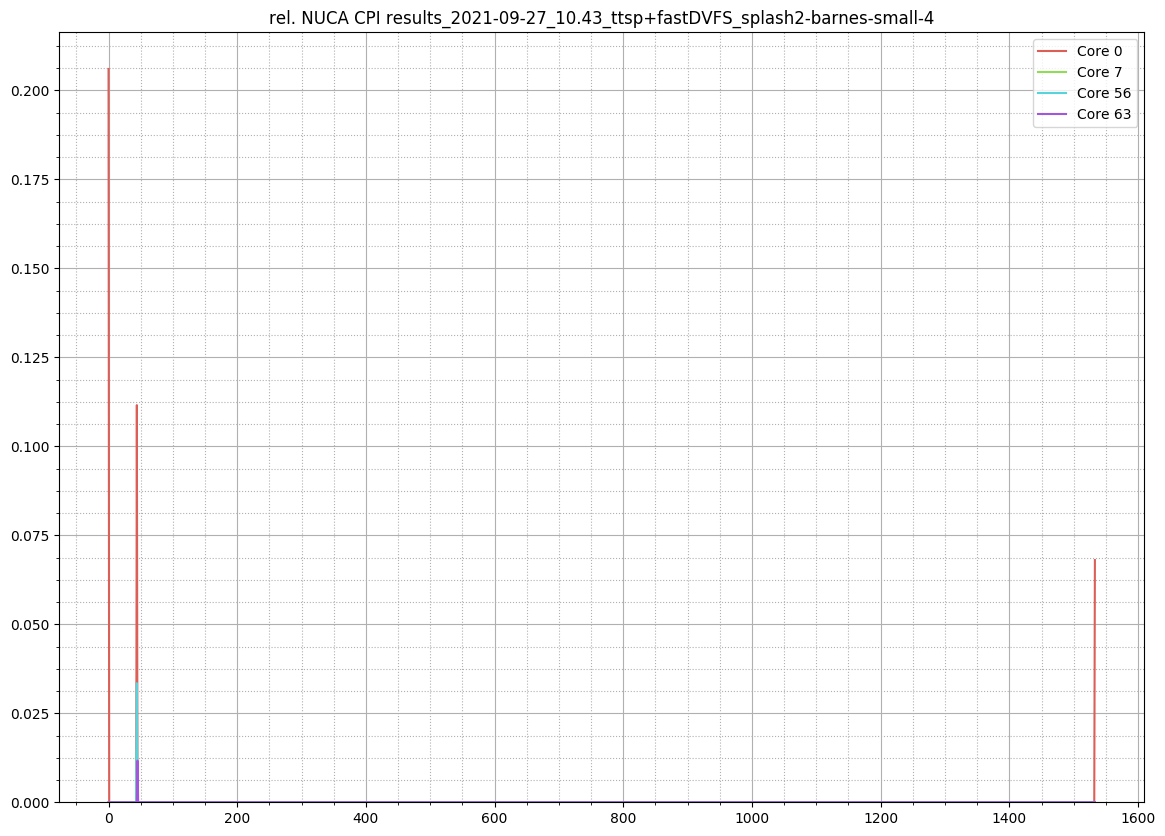 rel. NUCA CPI results_2021-09-27_10.43_ttsp+fastDVFS_splash2-barnes-small-4
Core 0
Core 7
Core 56
Core 63
0.200
0.175
0.150
0.125
0.100
0.075
0.050
0.025
0.000
0 200 400 600 800 1000 1200 1400 1600